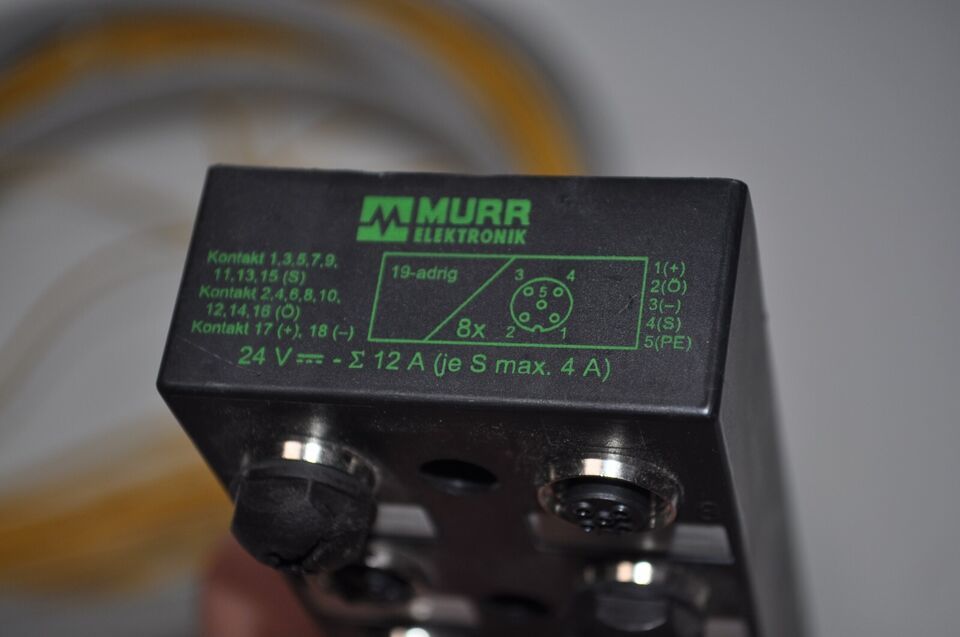 MURR
ELEKTRONIK
Kontakt 1,3,5,7,9,
11,13,15 (S)
Kontakt 2,4,6,8,10,
12,14,16 (Ö)
Kontakt 17 (+), 18 (–)
19-adrig
8x
3 4
5
2 1
1(+)
2(Ö)
3(–)
4(S)
5(PE)
24 V ⎓ - Σ 12 A (je S max. 4 A)